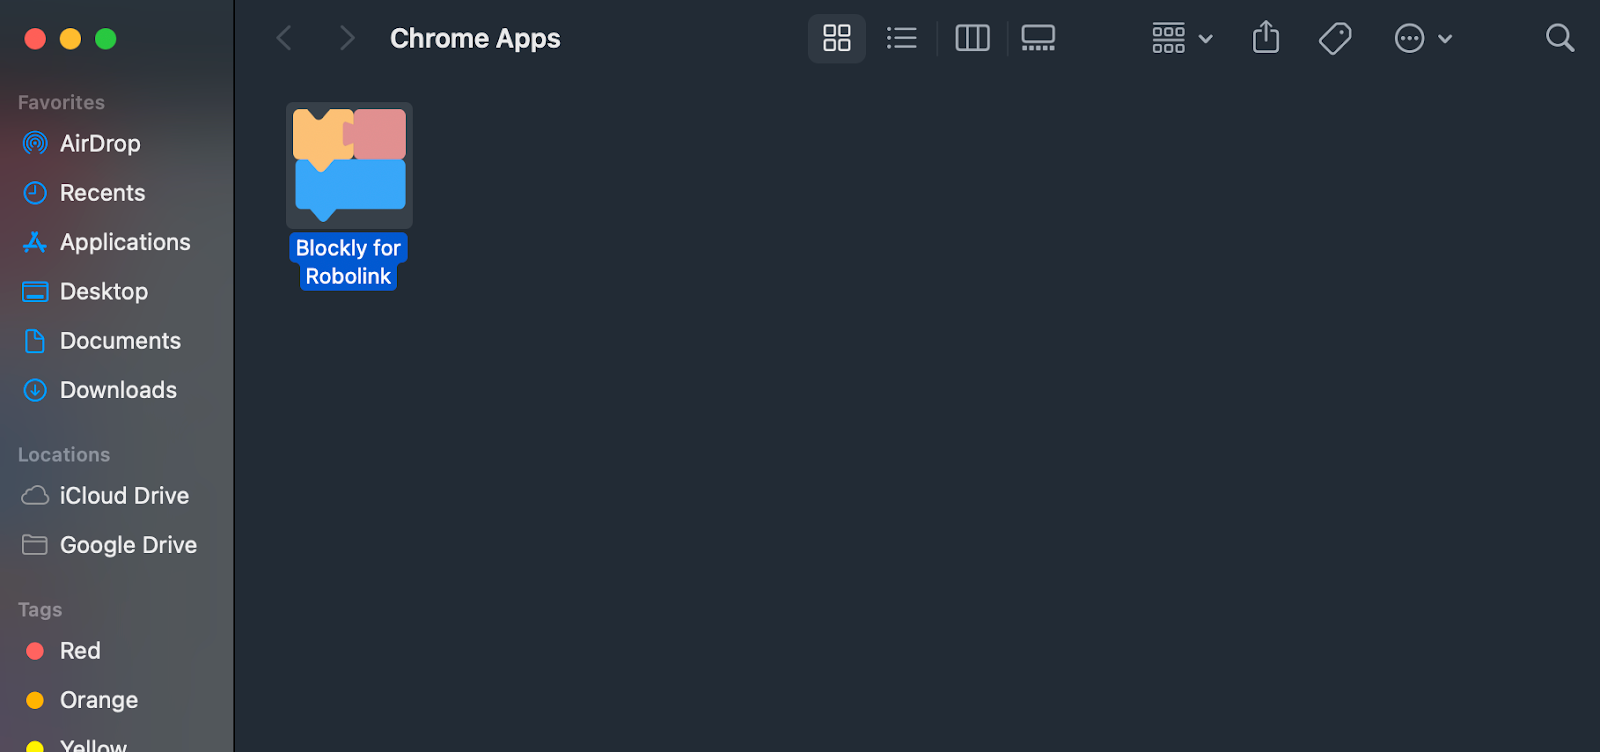 Chrome Apps
Favorites
AirDrop
Recents
Applications
Desktop
Documents
Downloads
Locations
iCloud Drive
Google Drive
Tags
Red
Orange
Yellow
Blockly for
Robolink